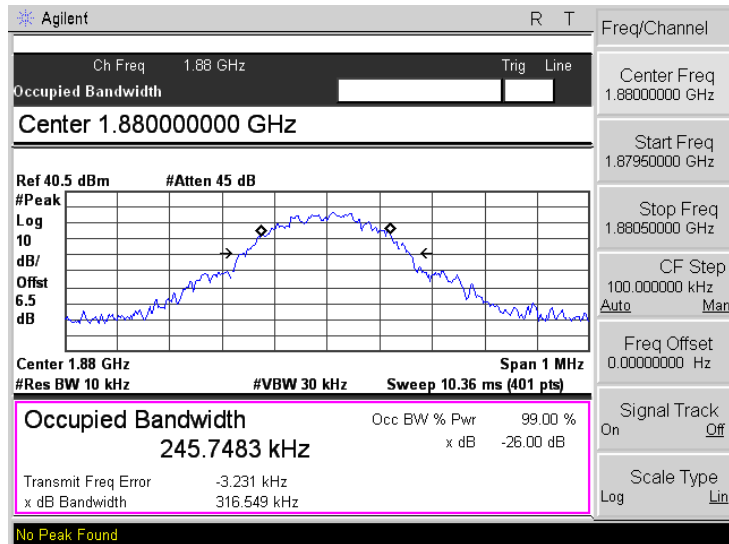 Agilent R T
Ch Freq 1.88 GHz Trig Line
Occupied Bandwidth
Center 1.880000000 GHz
Ref 40.5 dBm #Atten 45 dB
#Peak
Log
10
dB/
Offst
6.5
dB
Center 1.88 GHz Span 1 MHz
#Res BW 10 kHz #VBW 30 kHz Sweep 10.36 ms (401 pts)
Occupied Bandwidth Occ BW % Pwr 99.00 %
245.7483 kHz x dB -26.00 dB
Transmit Freq Error -3.231 kHz
x dB Bandwidth 316.549 kHz
No Peak Found
Freq/Channel
Center Freq
1.88000000 GHz
Start Freq
1.87950000 GHz
Stop Freq
1.88050000 GHz
CF Step
100.000000 kHz
Auto Man
Freq Offset
0.00000000 Hz
Signal Track
On Off
Scale Type
Log Lin